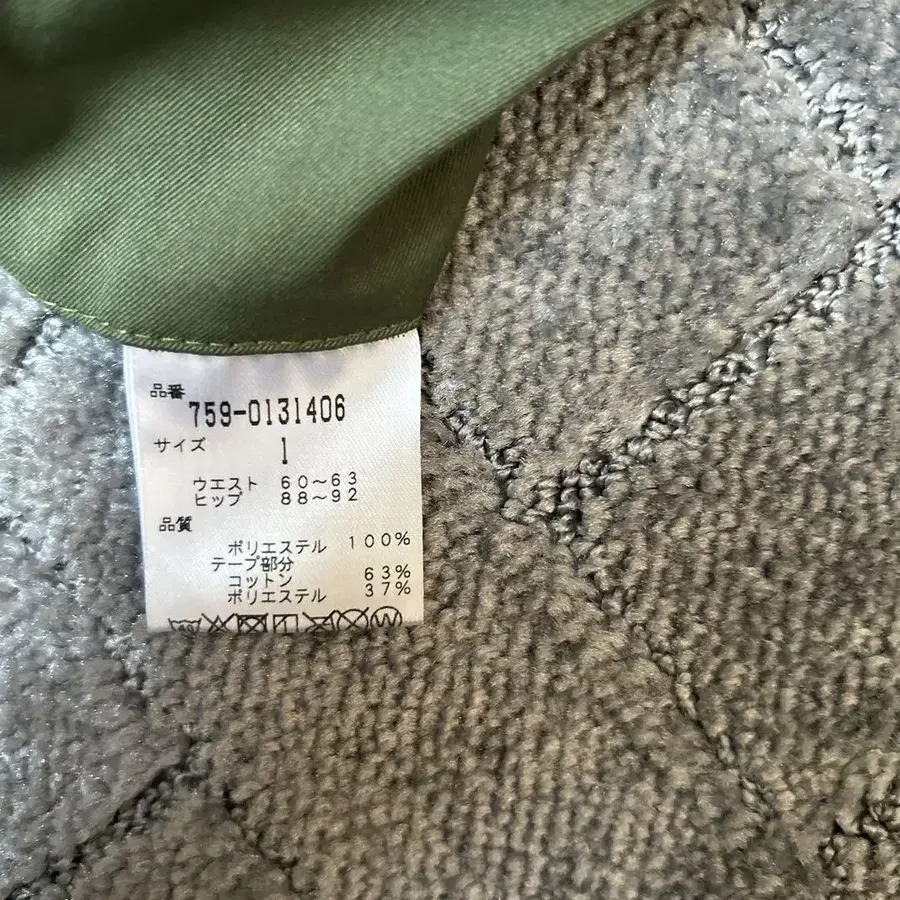 品番
759-0131406
サイズ
1
ウエスト 60〜63
ヒップ 88〜92
品質
ポリエステル 100%
テープ部分
コットン 63%
ポリエステル 37%